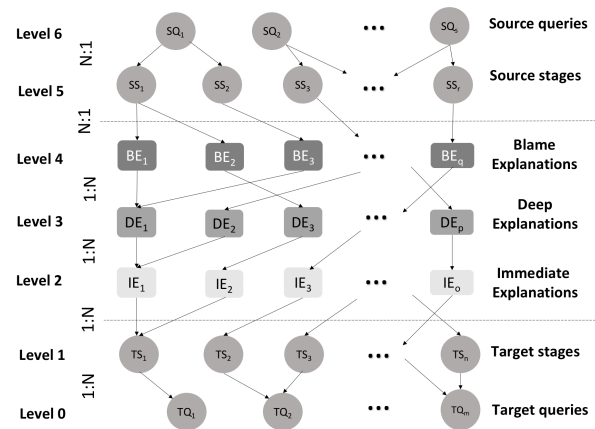 Level 6 SQ1 SQ2 ... SQs Source queries
N:1
Level 5 SS1 SS2 SS3 ... SSr Source stages
N:1
Level 4 BE1 BE2 BE3 ... BEq Blame
Explanations
1:N
Level 3 DE1 DE2 DE3 ... DEp Deep
Explanations
1:N
Level 2 IE1 IE2 IE3 ... IEo Immediate
Explanations
1:N
Level 1 TS1 TS2 TS3 ... TSn Target stages
1:N
Level 0 TQ1 TQ2 ... TQm Target queries